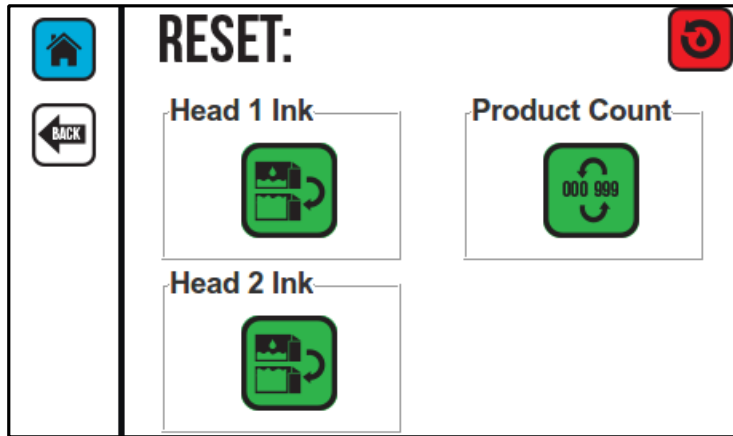 RESET:
BACK
Head 1 Ink
Product Count
000 999
Head 2 Ink